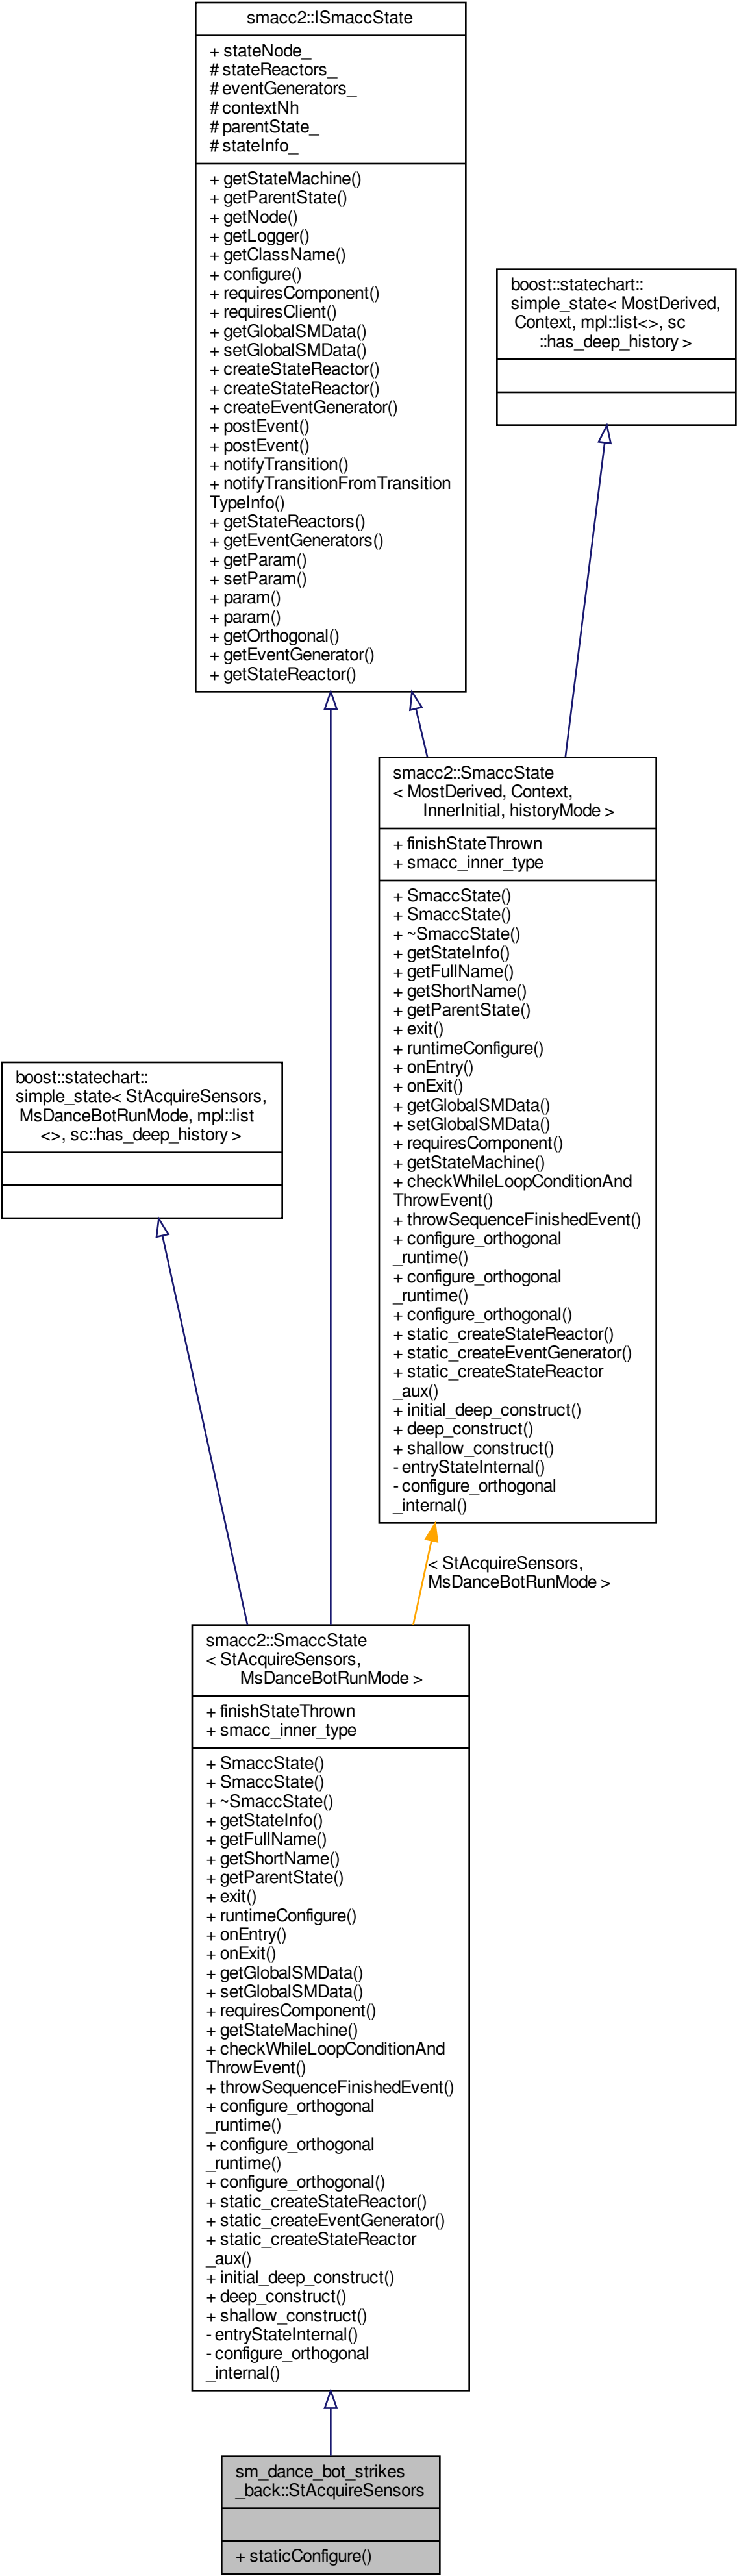 smacc2::ISmaccState
+ stateNode_
# stateReactors_
# eventGenerators_
# contextNh
# parentState_
# stateInfo_
+ getStateMachine()
+ getParentState()
+ getNode()
+ getLogger()
+ getClassName()
+ configure()
+ requiresComponent()
+ requiresClient()
+ getGlobalSMData()
+ setGlobalSMData()
+ createStateReactor()
+ createStateReactor()
+ createEventGenerator()
+ postEvent()
+ postEvent()
+ notifyTransition()
+ notifyTransitionFromTransition
TypeInfo()
+ getStateReactors()
+ getEventGenerators()
+ getParam()
+ setParam()
+ param()
+ param()
+ getOrthogonal()
+ getEventGenerator()
+ getStateReactor()
boost::statechart::
simple_state< MostDerived,
Context, mpl::list<>, sc
::has_deep_history >
smacc2::SmaccState
< MostDerived, Context,
InnerInitial, historyMode >
+ finishStateThrown
+ smacc_inner_type
+ SmaccState()
+ SmaccState()
+ ~SmaccState()
+ getStateInfo()
+ getFullName()
+ getShortName()
+ getParentState()
+ exit()
+ runtimeConfigure()
+ onEntry()
+ onExit()
+ getGlobalSMData()
+ setGlobalSMData()
+ requiresComponent()
+ getStateMachine()
+ checkWhileLoopConditionAnd
ThrowEvent()
+ throwSequenceFinishedEvent()
+ configure_orthogonal
_runtime()
+ configure_orthogonal
_runtime()
+ configure_orthogonal()
+ static_createStateReactor()
+ static_createEventGenerator()
+ static_createStateReactor
_aux()
+ initial_deep_construct()
+ deep_construct()
+ shallow_construct()
- entryStateInternal()
- configure_orthogonal
_internal()
boost::statechart::
simple_state< StAcquireSensors,
MsDanceBotRunMode, mpl::list
<>, sc::has_deep_history >
< StAcquireSensors,
MsDanceBotRunMode >
smacc2::SmaccState
< StAcquireSensors,
MsDanceBotRunMode >
+ finishStateThrown
+ smacc_inner_type
+ SmaccState()
+ SmaccState()
+ ~SmaccState()
+ getStateInfo()
+ getFullName()
+ getShortName()
+ getParentState()
+ exit()
+ runtimeConfigure()
+ onEntry()
+ onExit()
+ getGlobalSMData()
+ setGlobalSMData()
+ requiresComponent()
+ getStateMachine()
+ checkWhileLoopConditionAnd
ThrowEvent()
+ throwSequenceFinishedEvent()
+ configure_orthogonal
_runtime()
+ configure_orthogonal
_runtime()
+ configure_orthogonal()
+ static_createStateReactor()
+ static_createEventGenerator()
+ static_createStateReactor
_aux()
+ initial_deep_construct()
+ deep_construct()
+ shallow_construct()
- entryStateInternal()
- configure_orthogonal
_internal()
sm_dance_bot_strikes
_back::StAcquireSensors
+ staticConfigure()